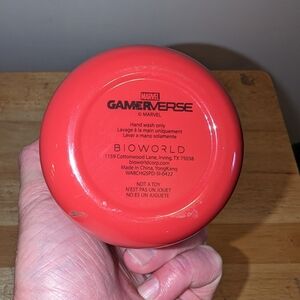 MARVEL
GAMERVERSE
© MARVEL
Hand wash only
Lavage à la main uniquement
Lavar a mano solamente
BIOWORLD
1159 Cottonwood Lane, Irving, TX 75038
bioworldcorp.com
Made in China, YongKang
NOT A TOY
N'EST PAS UN JOUET
NO ES UN JUGUETE